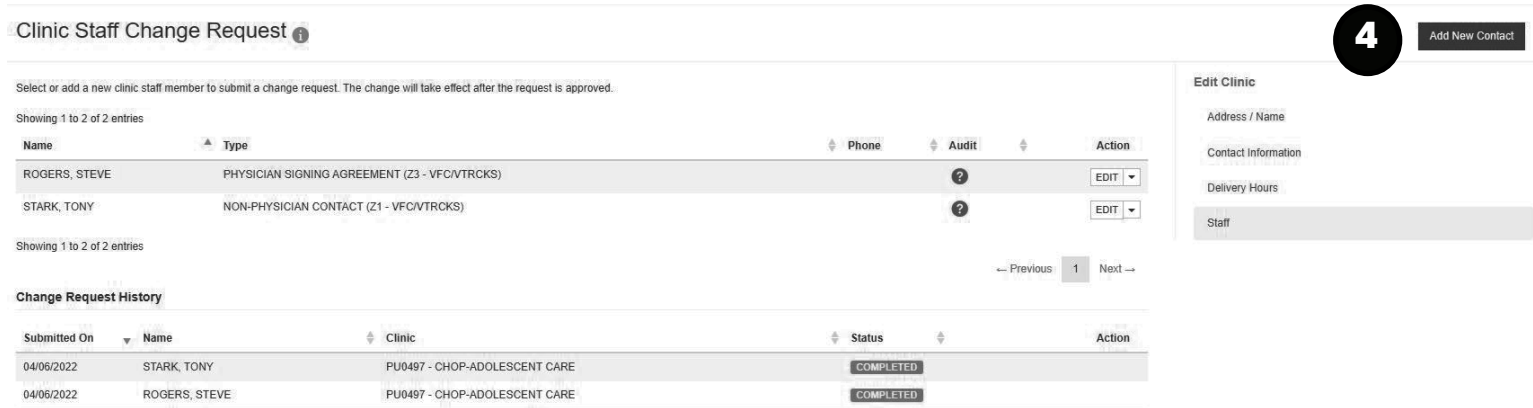 Clinic Staff Change Request
4
Add New Contact
Select or add a new clinic staff member to submit a change request. The change will take effect after the request is approved.
Edit Clinic
Showing 1 to 2 of 2 entries
Address / Name
Name Type Phone Audit Action
Contact Information
ROGERS, STEVE PHYSICIAN SIGNING AGREEMENT (Z3 - VFC/VTRCKS) ? EDIT
Delivery Hours
STARK, TONY NON-PHYSICIAN CONTACT (Z1 - VFC/VTRCKS) ? EDIT
Staff
Showing 1 to 2 of 2 entries
← Previous 1 Next →
Change Request History
Submitted On Name Clinic Status Action
04/06/2022 STARK, TONY PU0497 - CHOP-ADOLESCENT CARE COMPLETED
04/06/2022 ROGERS, STEVE PU0497 - CHOP-ADOLESCENT CARE COMPLETED